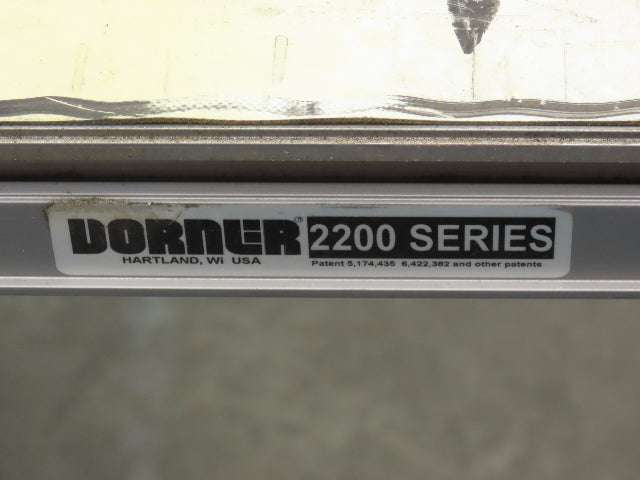 DORNER® 2200 SERIES
HARTLAND, WI USA
Patent 5,174,435 6,422,382 and other patents